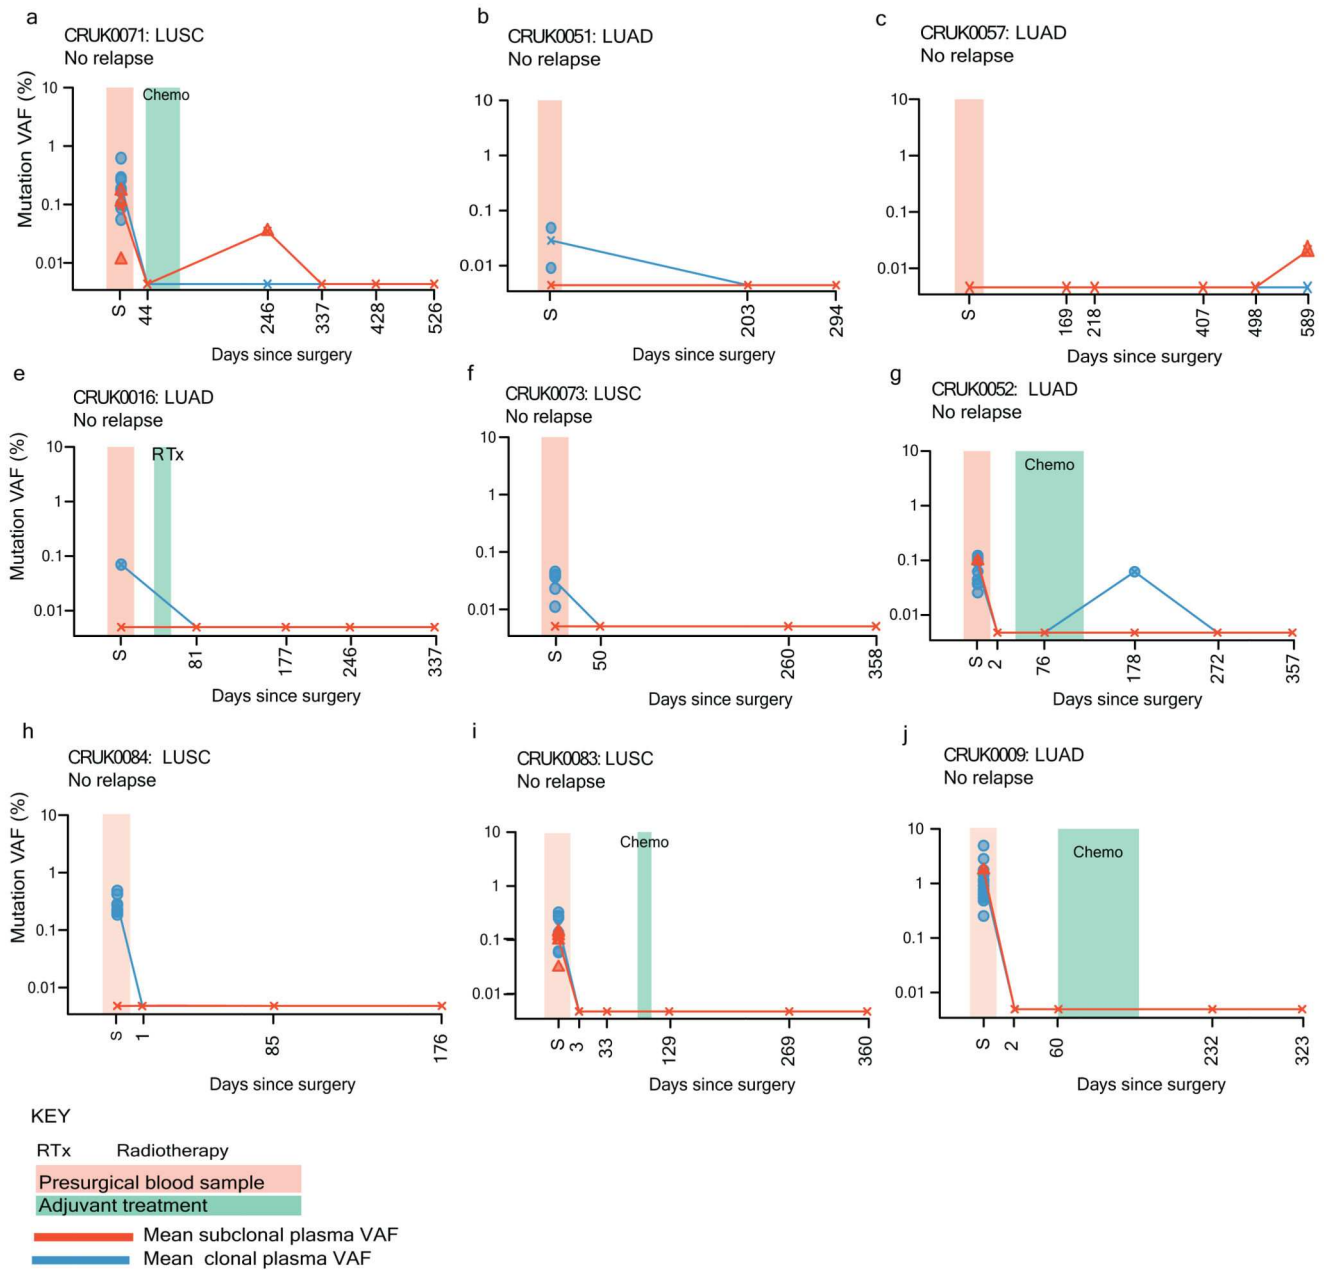 a
CRUK0071: LUSC
No relapse
Mutation VAF (%)
10
1
0.1
0.01
Chemo
S
44
246
337
428
526
Days since surgery
b
CRUK0051: LUAD
No relapse
10
1
0.1
0.01
S
203
294
Days since surgery
c
CRUK0057: LUAD
No relapse
10
1
0.1
0.01
S
169
218
407
498
589
Days since surgery
e
CRUK0016: LUAD
No relapse
Mutation VAF (%)
10
1
0.1
0.01
RTx
S
81
177
246
337
Days since surgery
f
CRUK0073: LUSC
No relapse
10
1
0.1
0.01
S
50
260
358
Days since surgery
g
CRUK0052: LUAD
No relapse
10
1
0.1
0.01
Chemo
S
2
76
178
272
357
Days since surgery
h
CRUK0084: LUSC
No relapse
Mutation VAF (%)
10
1
0.1
0.01
S
1
85
176
Days since surgery
i
CRUK0083: LUSC
No relapse
10
1
0.1
0.01
Chemo
S
3
33
129
269
360
Days since surgery
j
CRUK0009: LUAD
No relapse
10
1
0.1
0.01
Chemo
S
2
60
232
323
Days since surgery
KEY
RTx Radiotherapy
Presurgical blood sample
Adjuvant treatment
Mean subclonal plasma VAF
Mean clonal plasma VAF